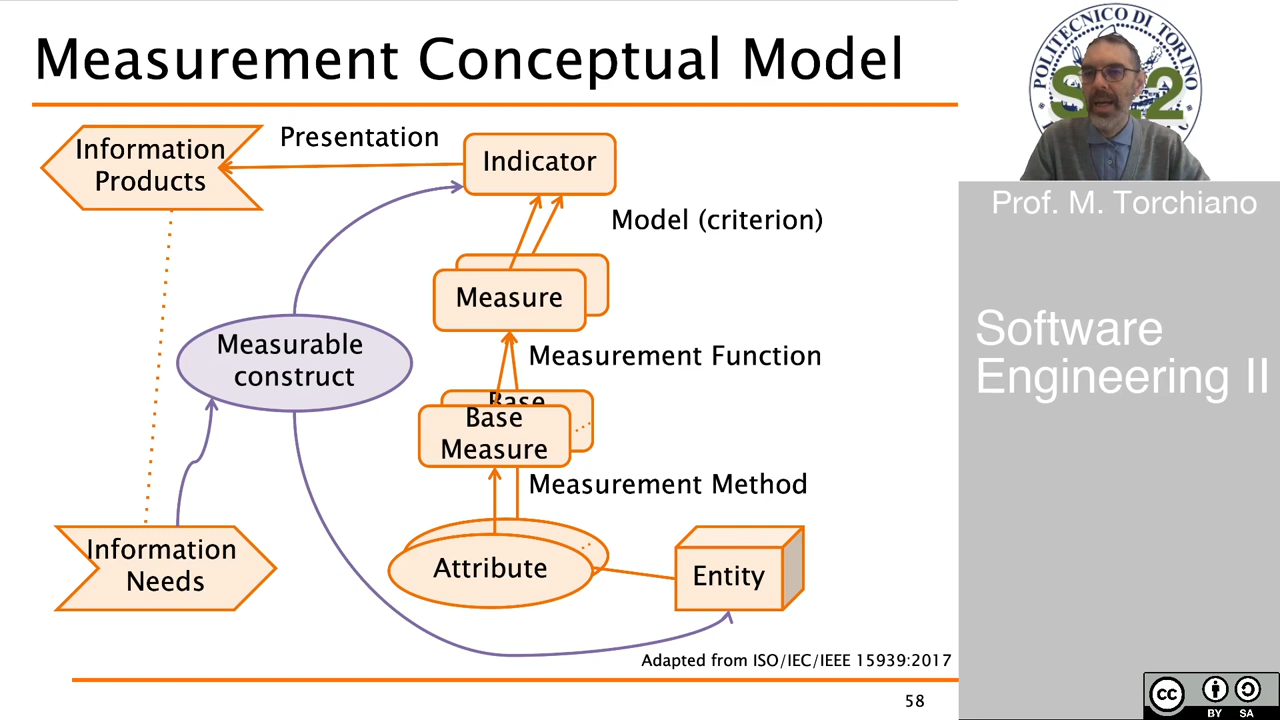 Measurement Conceptual Model
Information
Products
Presentation
Indicator
Model (criterion)
Measure
Measurable
construct
Measurement Function
Base
Base
Measure
Measurement Method
Information
Needs
Attribute
Entity
Adapted from ISO/IEC/IEEE 15939:2017
58
POLITECNICO DI TORINO
Prof. M. Torchiano
Software
Engineering II
cc
BY SA